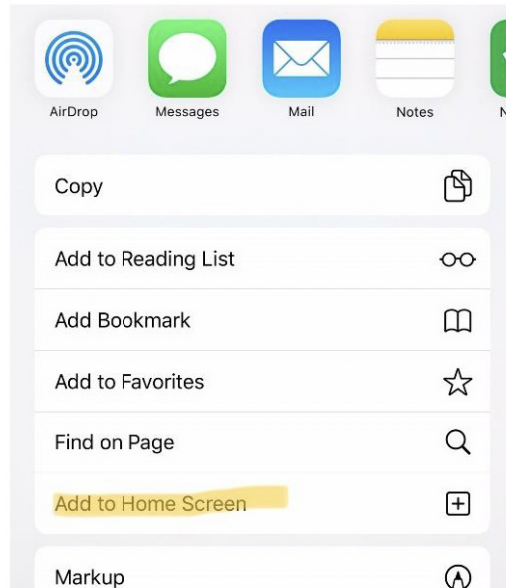 AirDrop Messages Mail Notes N
Copy
Add to Reading List
Add Bookmark
Add to Favorites
Find on Page
Add to Home Screen
Markup